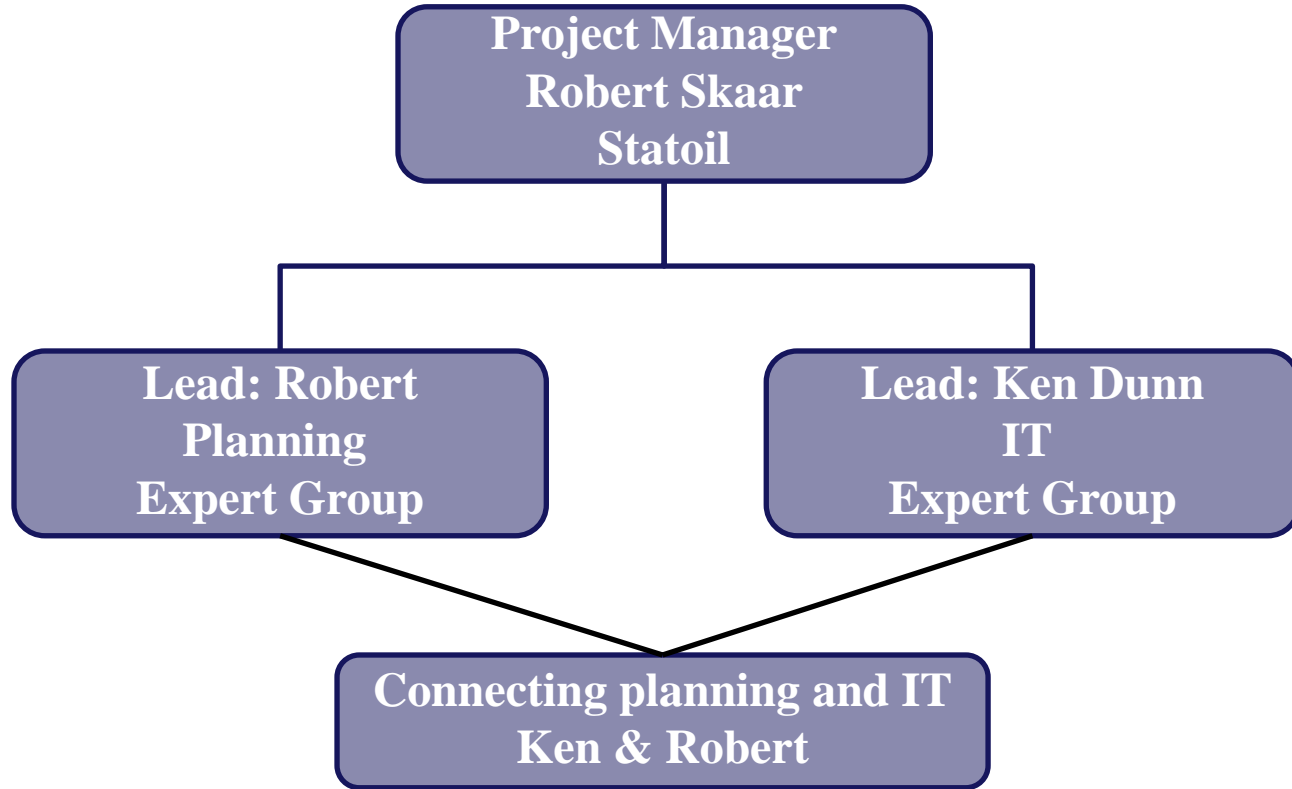 Project Manager
Robert Skaar
Statoil
Lead: Robert
Planning
Expert Group
Lead: Ken Dunn
IT
Expert Group
Connecting planning and IT
Ken & Robert